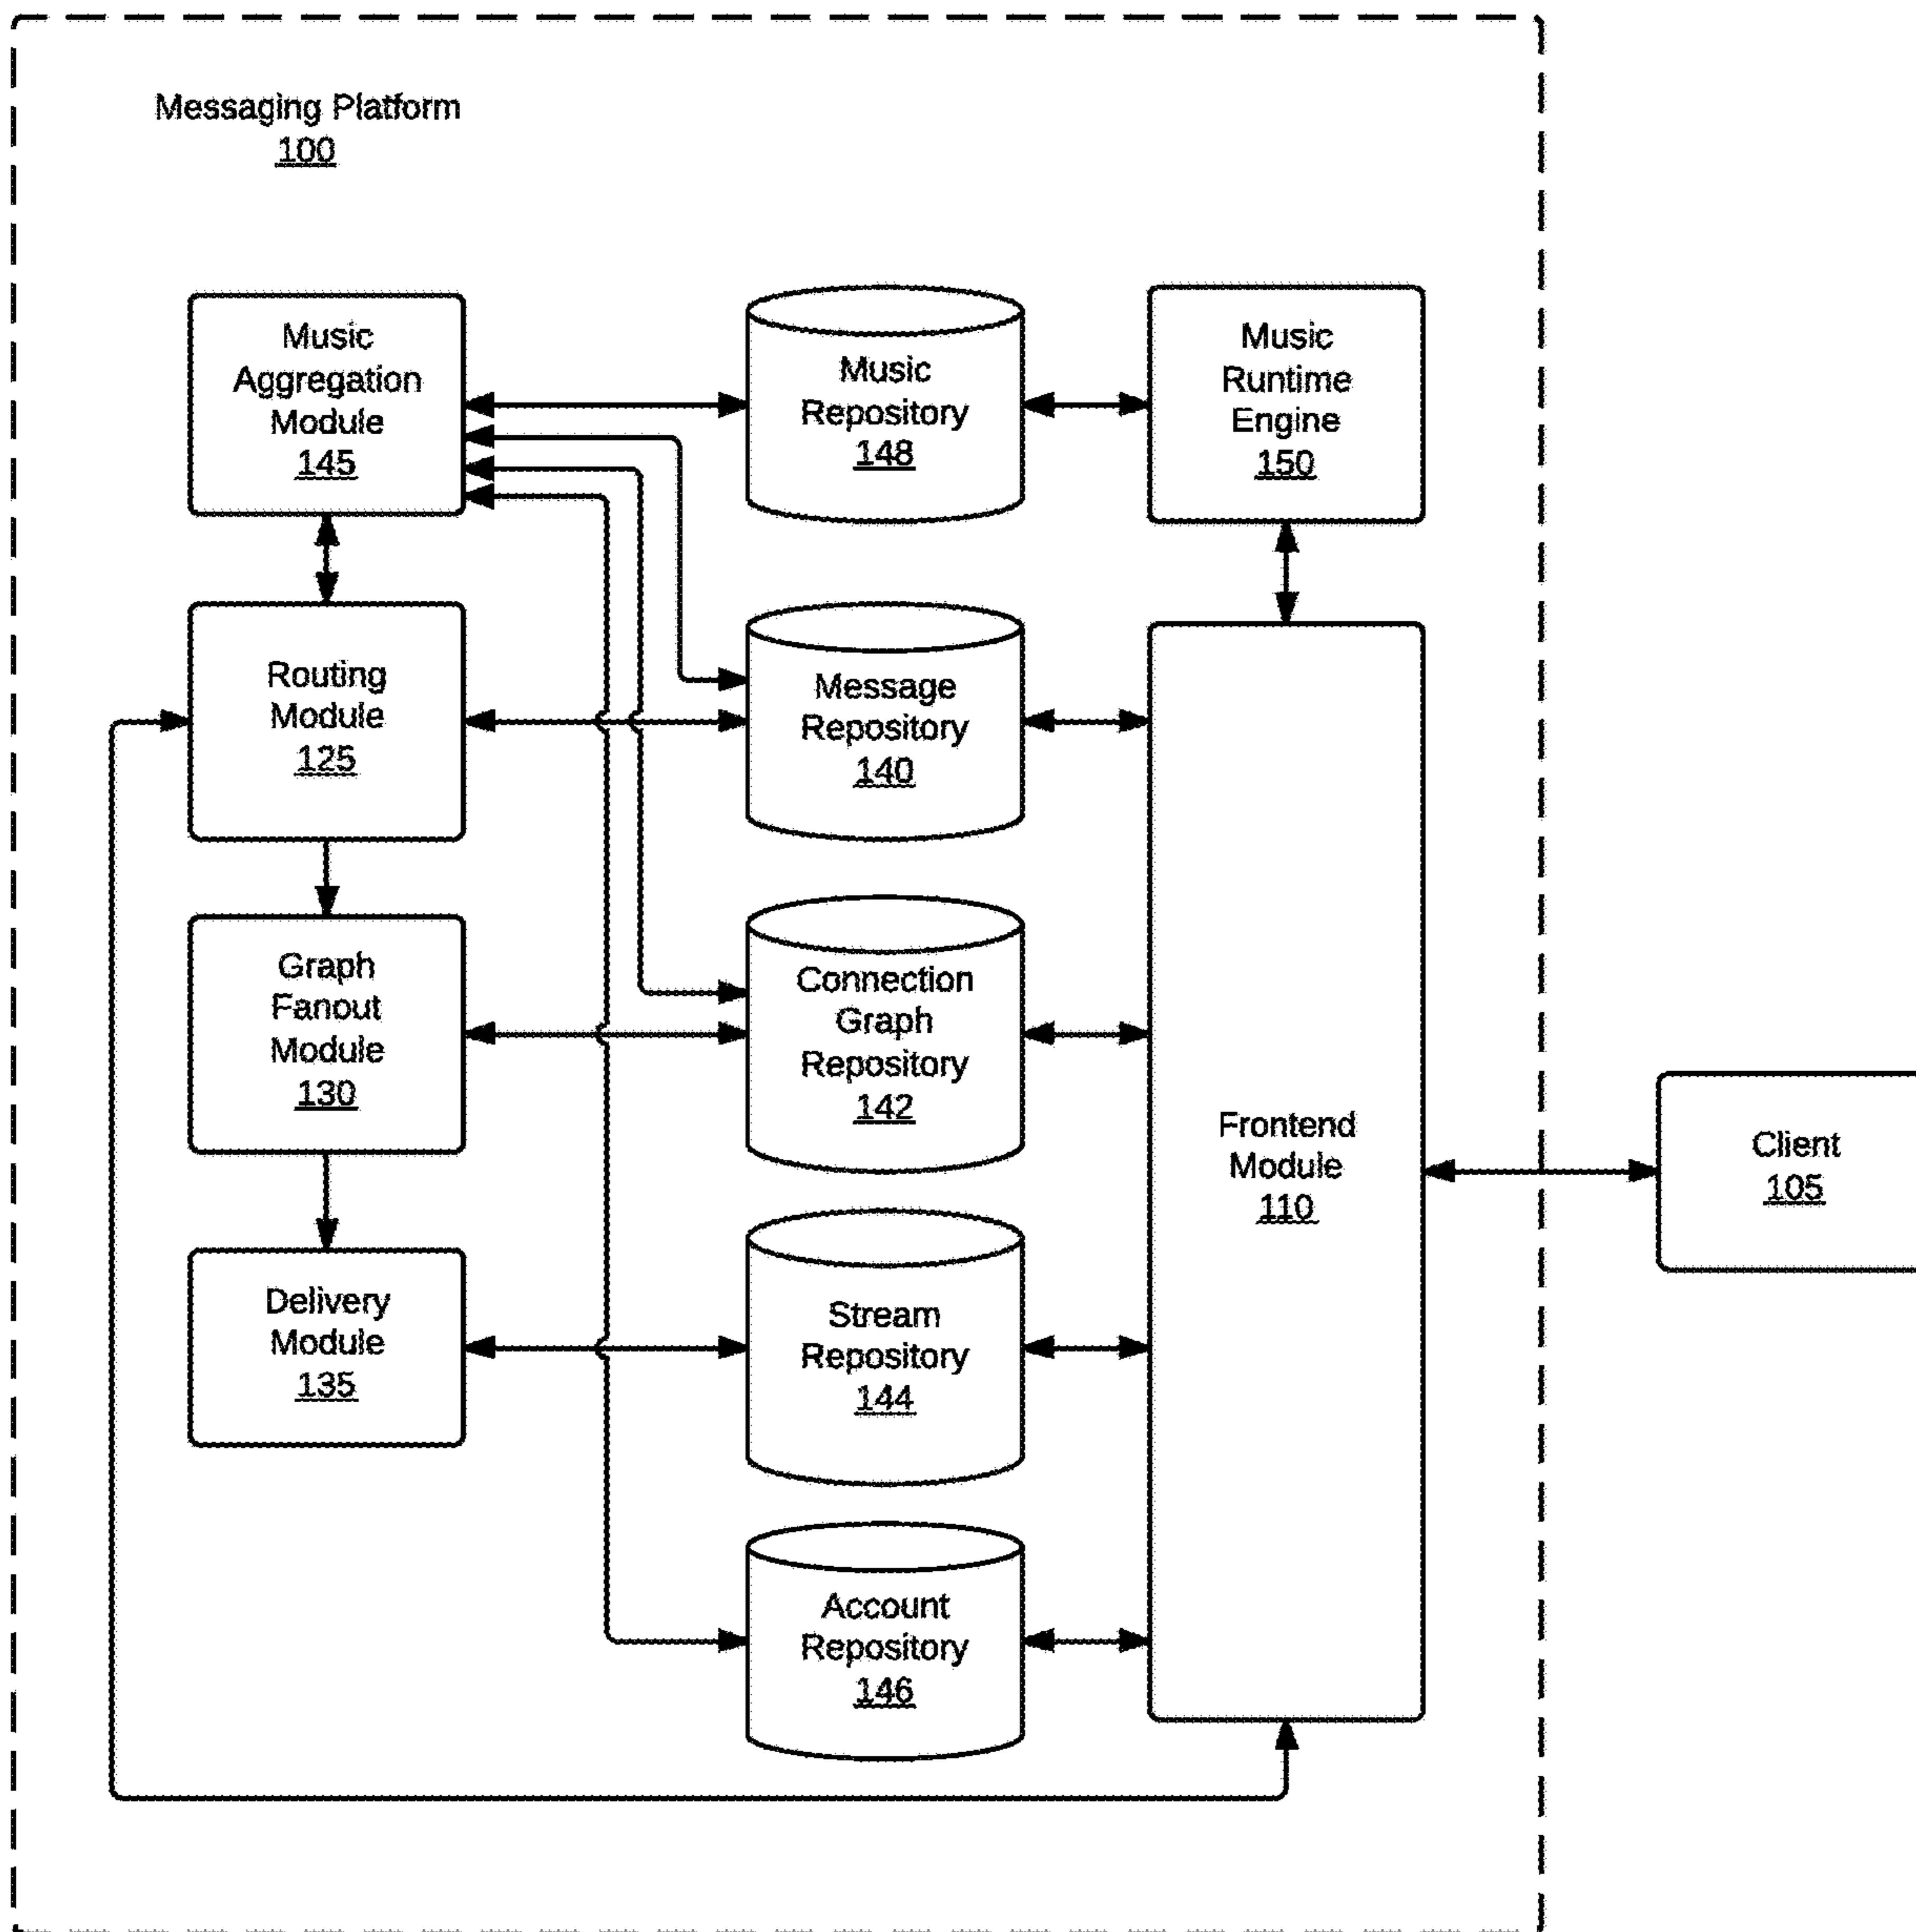 Messaging Platform
100
Music
Aggregation
Module
145
Music
Repository
148
Music
Runtime
Engine
150
Routing
Module
125
Message
Repository
140
Graph
Fanout
Module
130
Connection
Graph
Repository
142
Frontend
Module
110
Client
105
Delivery
Module
135
Stream
Repository
144
Account
Repository
146